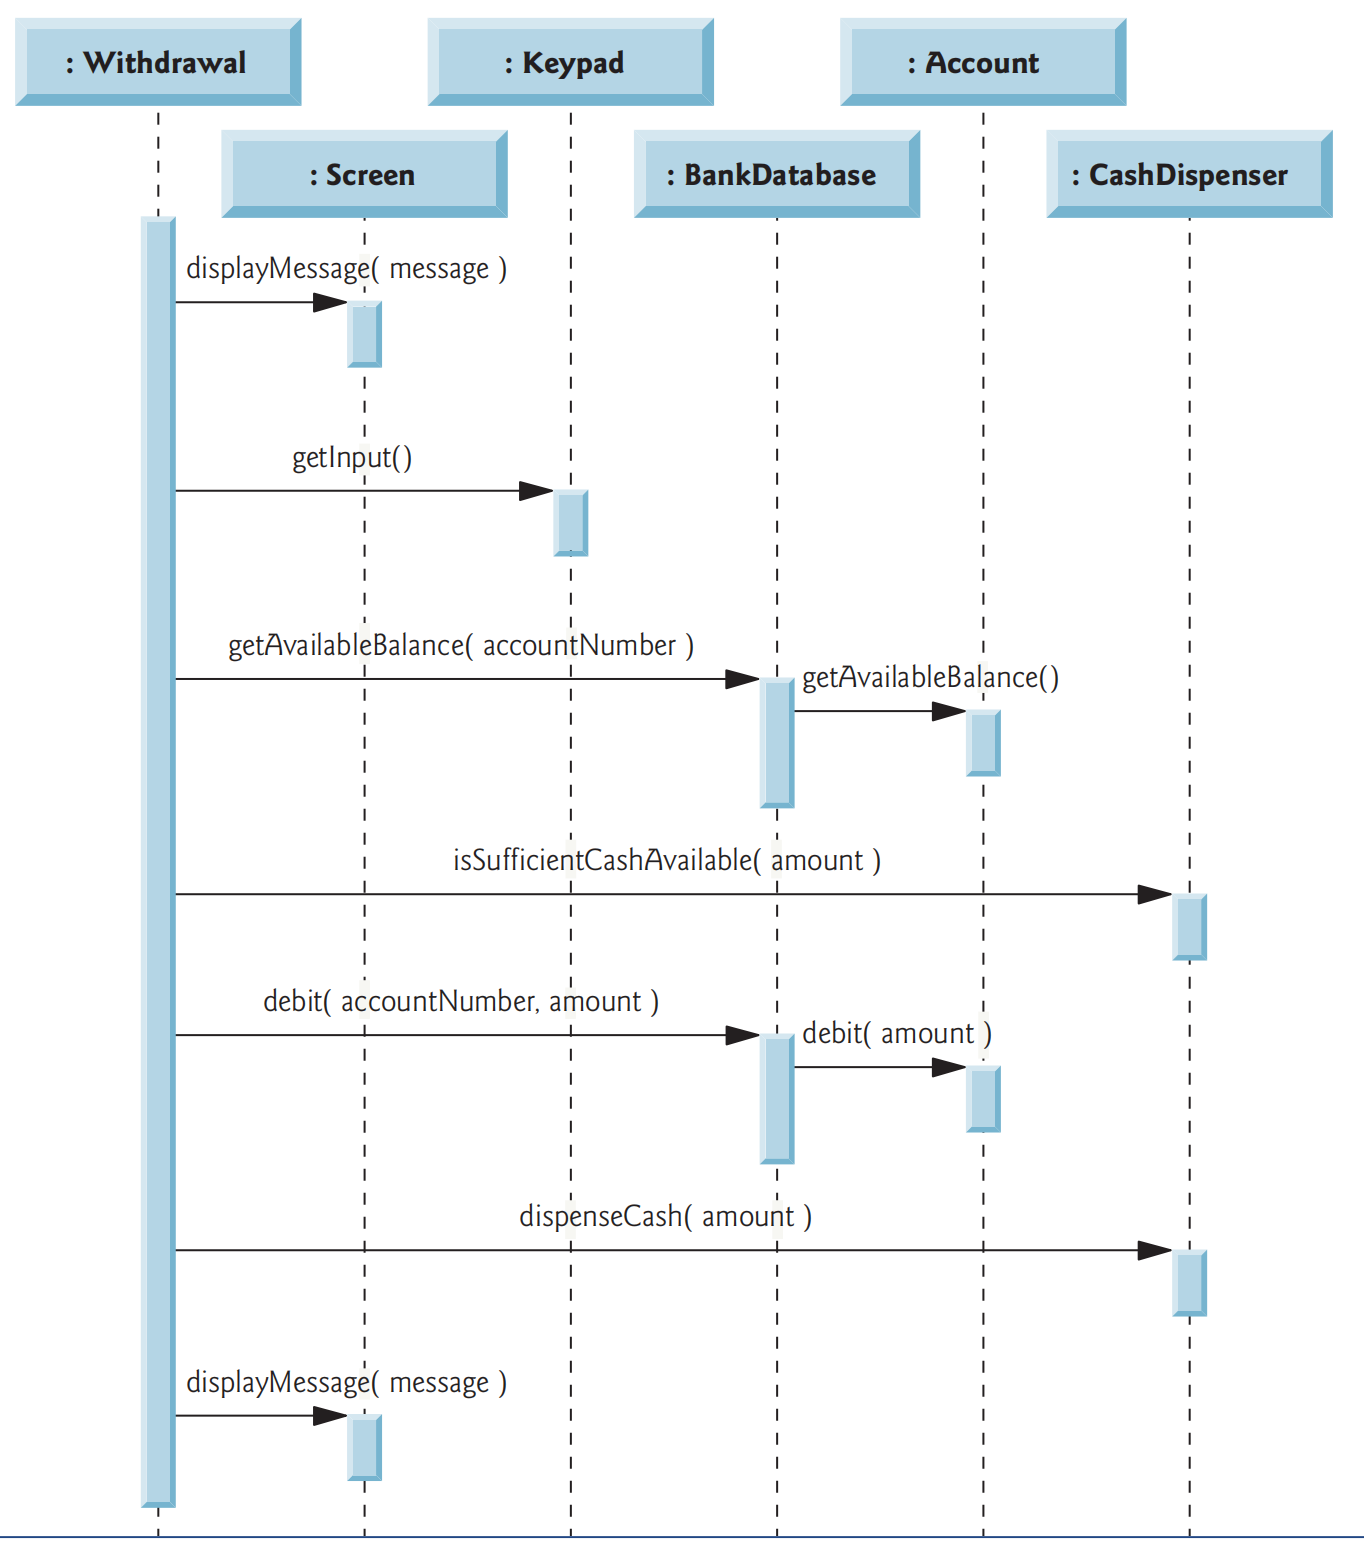 : Withdrawal
: Keypad
: Account
: Screen
: BankDatabase
: CashDispenser
displayMessage( message )
getInput()
getAvailableBalance( accountNumber )
getAvailableBalance()
isSufficientCashAvailable( amount )
debit( accountNumber, amount )
debit( amount )
dispenseCash( amount )
displayMessage( message )